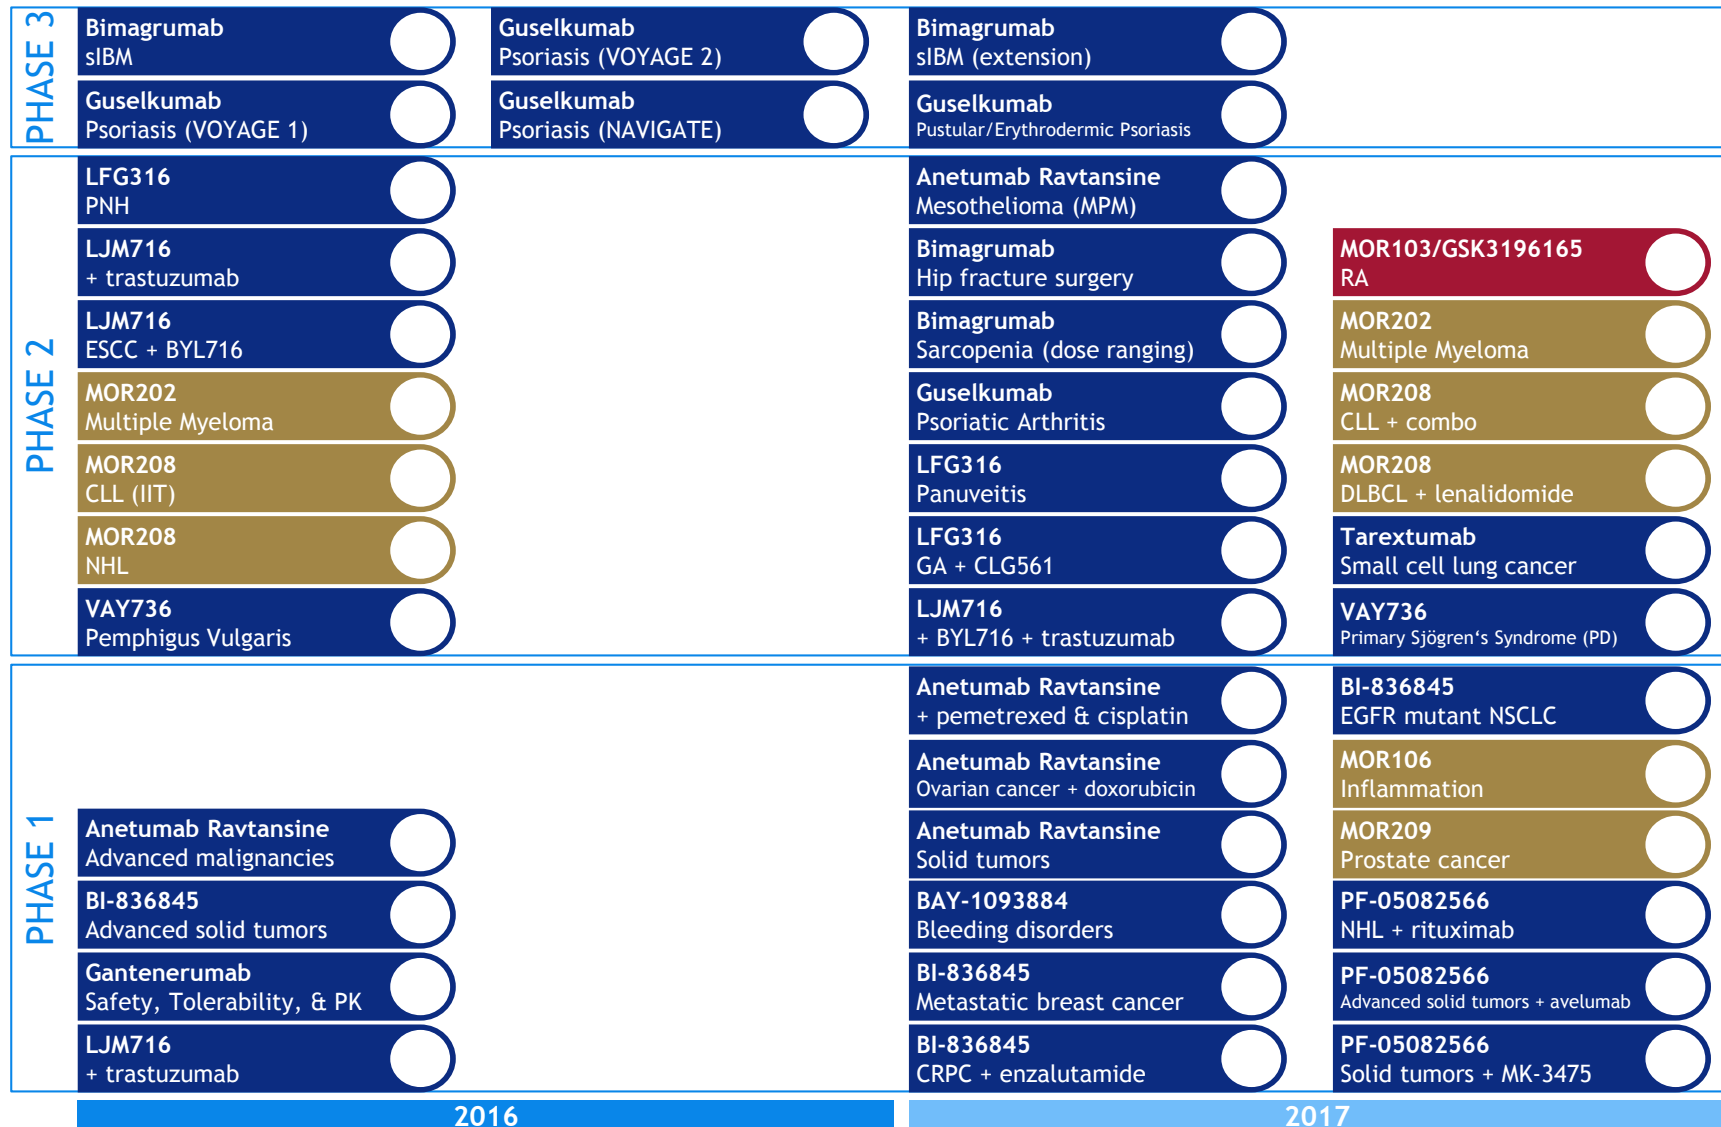 PHASE 3
Bimagrumab
sIBM
Guselkumab
Psoriasis (VOYAGE 2)
Bimagrumab
sIBM (extension)
Guselkumab
Psoriasis (VOYAGE 1)
Guselkumab
Psoriasis (NAVIGATE)
Guselkumab
Pustular/Erythrodermic Psoriasis
PHASE 2
LFG316
PNH
LJM716
+ trastuzumab
LJM716
ESCC + BYL716
MOR202
Multiple Myeloma
MOR208
CLL (IIT)
MOR208
NHL
VAY736
Pemphigus Vulgaris
Anetumab Ravtansine
Mesothelioma (MPM)
Bimagrumab
Hip fracture surgery
Bimagrumab
Sarcopenia (dose ranging)
Guselkumab
Psoriatic Arthritis
LFG316
Panuveitis
LFG316
GA + CLG561
LJM716
+ BYL716 + trastuzumab
MOR103/GSK3196165
RA
MOR202
Multiple Myeloma
MOR208
CLL + combo
MOR208
DLBCL + lenalidomide
Tarextumab
Small cell lung cancer
VAY736
Primary Sjögren‘s Syndrome (PD)
PHASE 1
Anetumab Ravtansine
Advanced malignancies
BI-836845
Advanced solid tumors
Gantenerumab
Safety, Tolerability, & PK
LJM716
+ trastuzumab
Anetumab Ravtansine
+ pemetrexed & cisplatin
Anetumab Ravtansine
Ovarian cancer + doxorubicin
Anetumab Ravtansine
Solid tumors
BAY-1093884
Bleeding disorders
BI-836845
Metastatic breast cancer
BI-836845
CRPC + enzalutamide
BI-836845
EGFR mutant NSCLC
MOR106
Inflammation
MOR209
Prostate cancer
PF-05082566
NHL + rituximab
PF-05082566
Advanced solid tumors + avelumab
PF-05082566
Solid tumors + MK-3475
2016
2017